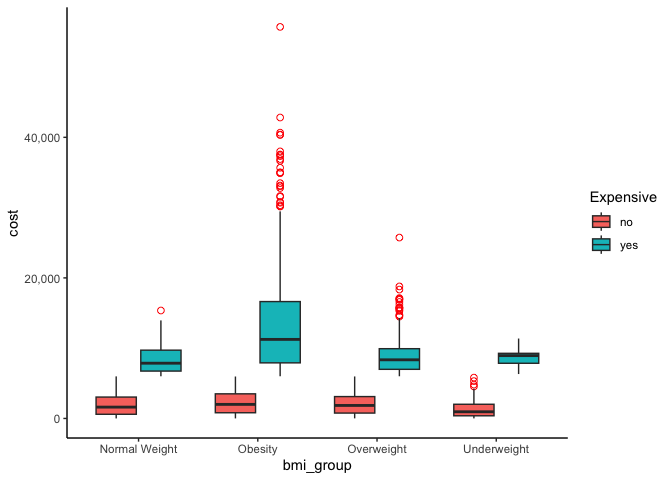 cost
40,000
20,000
0
Normal Weight
Obesity
Overweight
Underweight
bmi_group
Expensive
no
yes